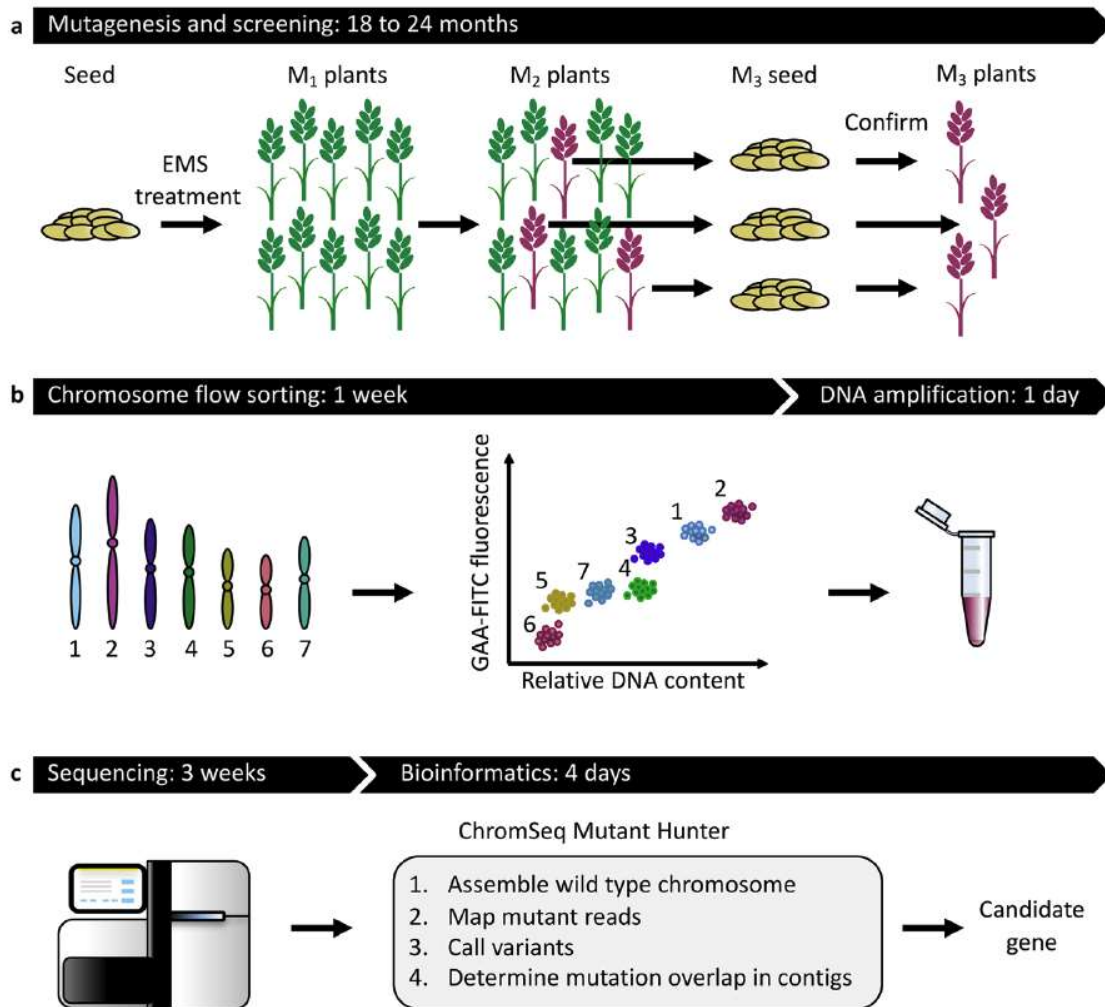 a Mutagenesis and screening: 18 to 24 months
Seed
M₁ plants
M₂ plants
M₃ seed
M₃ plants
EMS
treatment
Confirm
b Chromosome flow sorting: 1 week
DNA amplification: 1 day
1 2 3 4 5 6 7
GAA-FITC fluorescence
2
1
3
5 7 4
6
Relative DNA content
c Sequencing: 3 weeks
Bioinformatics: 4 days
ChromSeq Mutant Hunter
1. Assemble wild type chromosome
2. Map mutant reads
3. Call variants
4. Determine mutation overlap in contigs
Candidate
gene